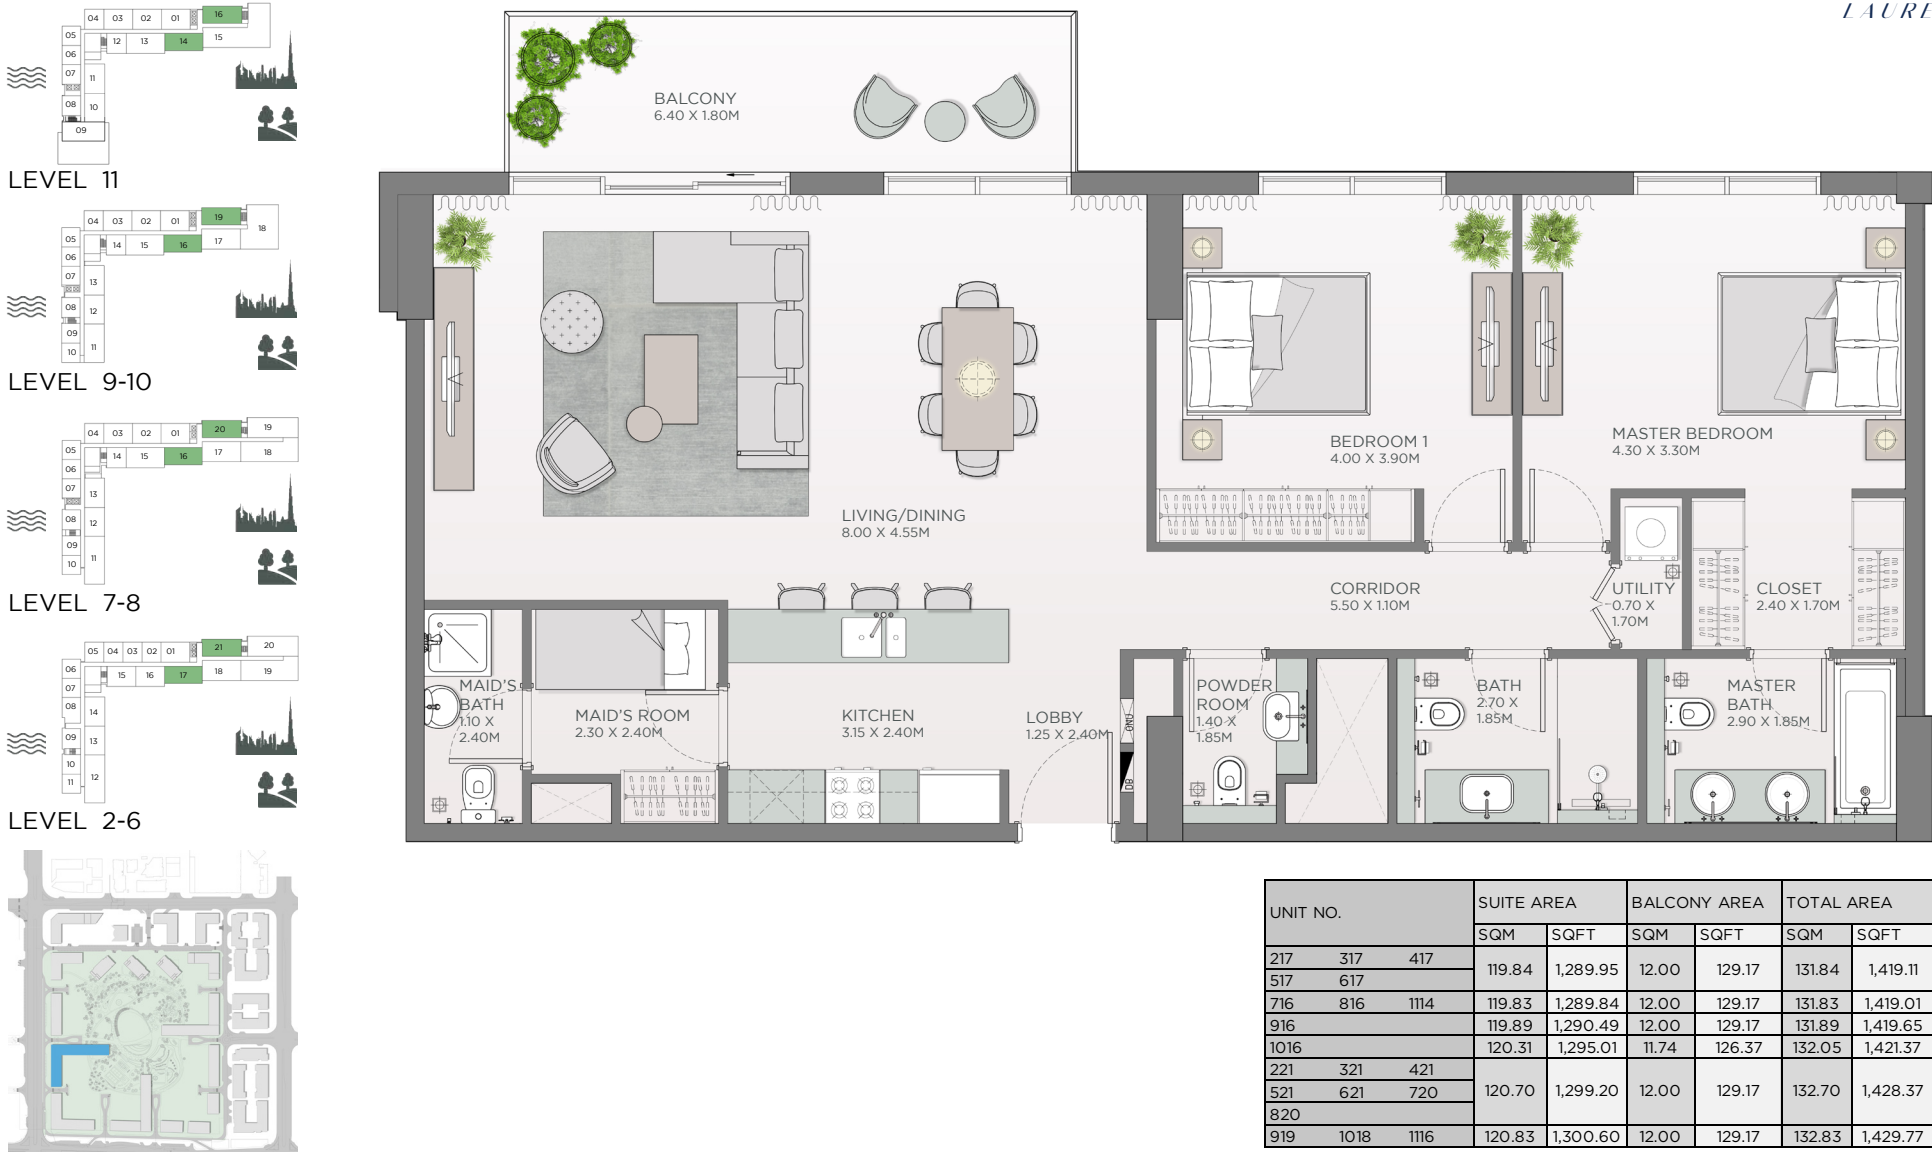 LAURE
04 03 02 01 16
05 12 13 14 15
06
07 11
08 10
09
LEVEL 11
04 03 02 01 19
05 14 15 16 17 18
06
07 13
08 12
09
10 11
LEVEL 9-10
04 03 02 01 20 19
05 14 15 16 17 18
06
07 13
08 12
09
10 11
LEVEL 7-8
05 04 03 02 01 21 20
06 15 16 17 18 19
07
08 14
09 13
10
11 12
LEVEL 2-6
BALCONY
6.40 X 1.80M
BEDROOM 1
4.00 X 3.90M
MASTER BEDROOM
4.30 X 3.30M
LIVING/DINING
8.00 X 4.55M
CORRIDOR
5.50 X 1.10M
UTILITY
0.70 X
1.70M
CLOSET
2.40 X 1.70M
MAID'S
BATH
1.10 X
2.40M
MAID'S ROOM
2.30 X 2.40M
KITCHEN
3.15 X 2.40M
LOBBY
1.25 X 2.40M
ONU
DB
POWDER
ROOM
1.40 X
1.85M
BATH
2.70 X
1.85M
MASTER
BATH
2.90 X 1.85M
UNIT NO. SUITE AREA BALCONY AREA TOTAL AREA
SQM SQFT SQM SQFT SQM SQFT
217 317 417 119.84 1,289.95 12.00 129.17 131.84 1,419.11
517 617
716 816 1114 119.83 1,289.84 12.00 129.17 131.83 1,419.01
916 119.89 1,290.49 12.00 129.17 131.89 1,419.65
1016 120.31 1,295.01 11.74 126.37 132.05 1,421.37
221 321 421
521 621 720 120.70 1,299.20 12.00 129.17 132.70 1,428.37
820
919 1018 1116 120.83 1,300.60 12.00 129.17 132.83 1,429.77